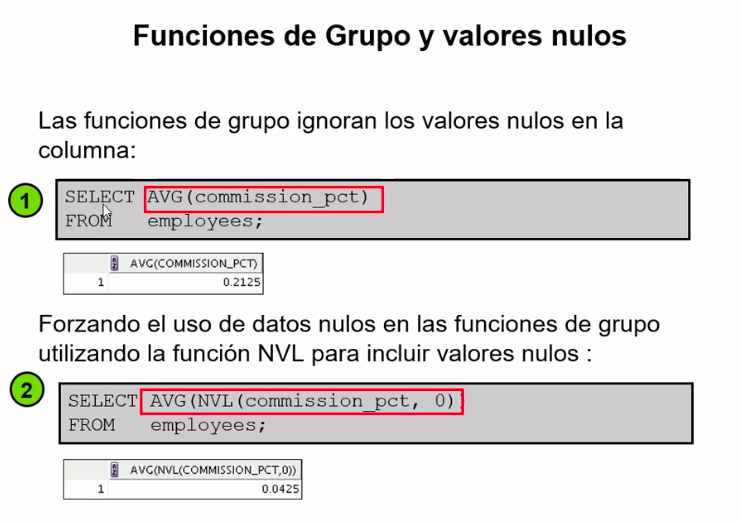 Funciones de Grupo y valores nulos
Las funciones de grupo ignoran los valores nulos en la
columna:
1
SELECT AVG(commission_pct)
FROM employees;
AVG(COMMISSION_PCT)
1 0.2125
Forzando el uso de datos nulos en las funciones de grupo
utilizando la función NVL para incluir valores nulos :
2
SELECT AVG(NVL(commission_pct, 0))
FROM employees;
AVG(NVL(COMMISSION_PCT,0))
1 0.0425